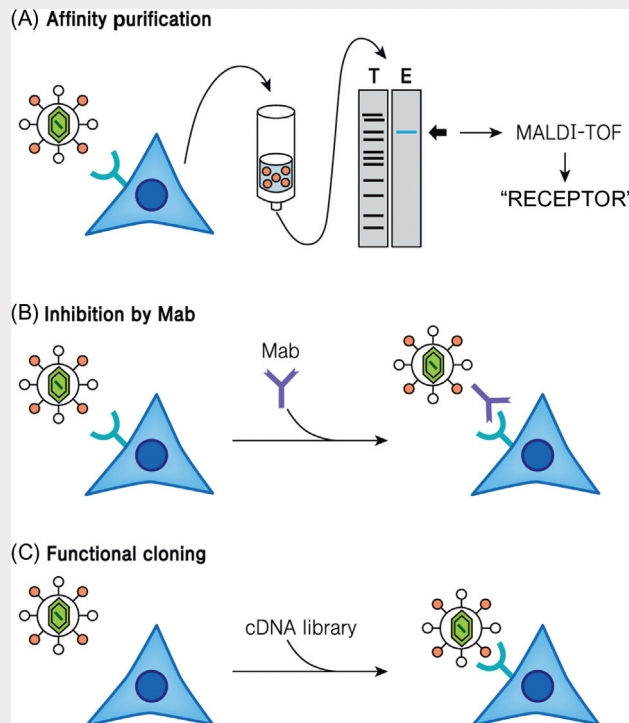 (A) Affinity purification
T E
MALDI-TOF
“RECEPTOR”
(B) Inhibition by Mab
Mab
(C) Functional cloning
cDNA library